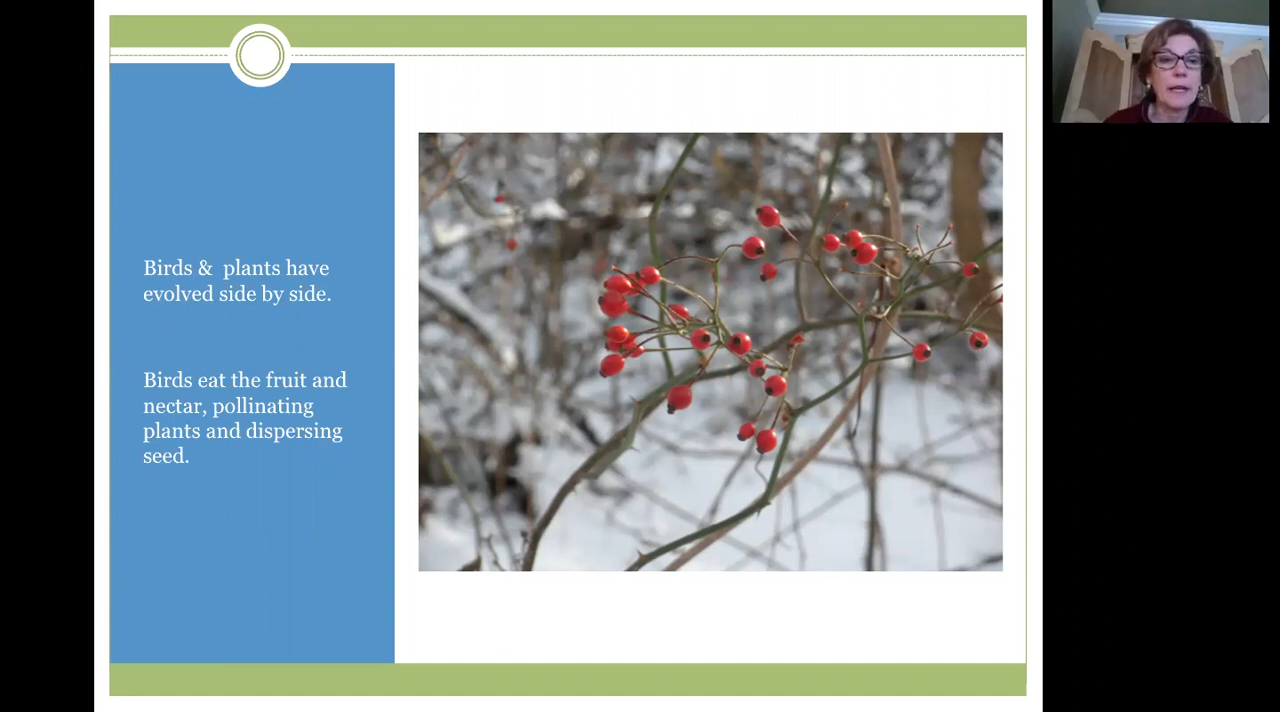 Birds &  plants have
evolved side by side.
Birds eat the fruit and
nectar, pollinating
plants and dispersing
seed.